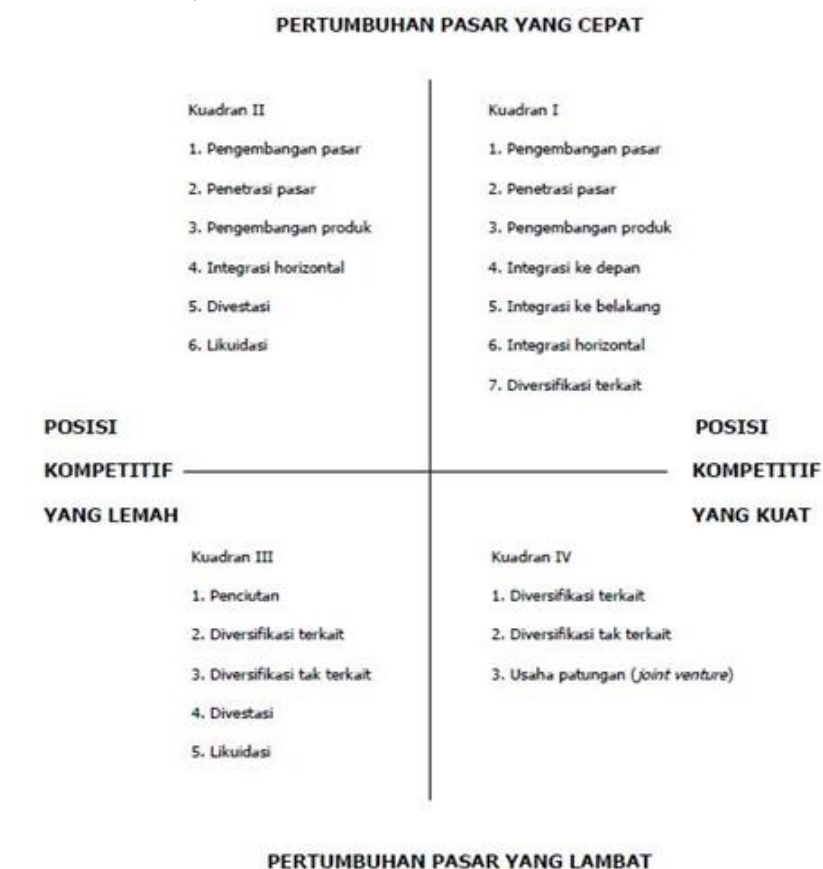 PERTUMBUHAN PASAR YANG CEPAT
Kuadran II
1. Pengembangan pasar
2. Penetrasi pasar
3. Pengembangan produk
4. Integrasi horizontal
5. Divestasi
6. Likuidasi
Kuadran I
1. Pengembangan pasar
2. Penetrasi pasar
3. Pengembangan produk
4. Integrasi ke depan
5. Integrasi ke belakang
6. Integrasi horizontal
7. Diversifikasi terkait
POSISI
KOMPETITIF
YANG LEMAH
POSISI
KOMPETITIF
YANG KUAT
Kuadran III
1. Penciutan
2. Diversifikasi terkait
3. Diversifikasi tak terkait
4. Divestasi
5. Likuidasi
Kuadran IV
1. Diversifikasi terkait
2. Diversifikasi tak terkait
3. Usaha patungan (joint venture)
PERTUMBUHAN PASAR YANG LAMBAT